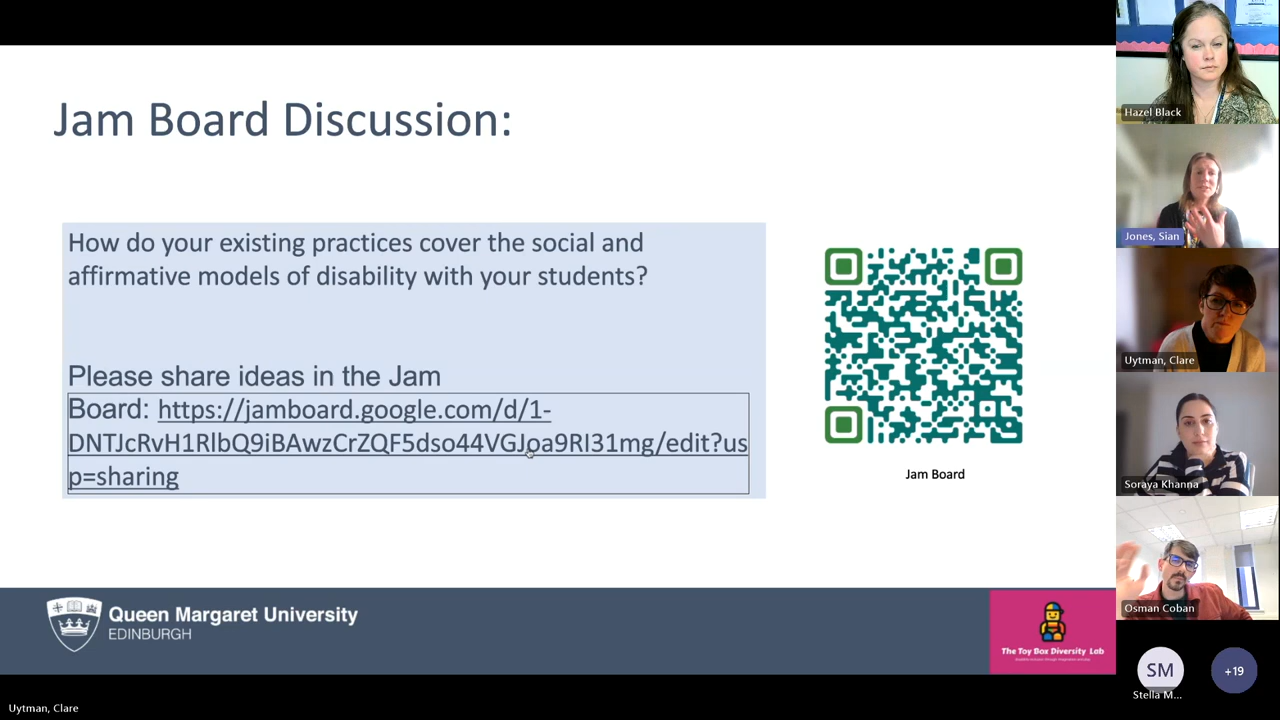 Jam Board Discussion:
How do your existing practices cover the social and
affirmative models of disability with your students?
Please share ideas in the Jam
Board: https://jamboard.google.com/d/1-
DNTJcRvH1RlbQ9iBAwzCrZQF5dso44VGJoa9RI31mg/edit?us
p=sharing
Jam Board
Queen Margaret University
EDINBURGH
The Toy Box Diversity Lab
Uytman, Clare
Hazel Black
Jones, Sian
Uytman, Clare
Soraya Khanna
Osman Coban
SM
Stella M...
+19